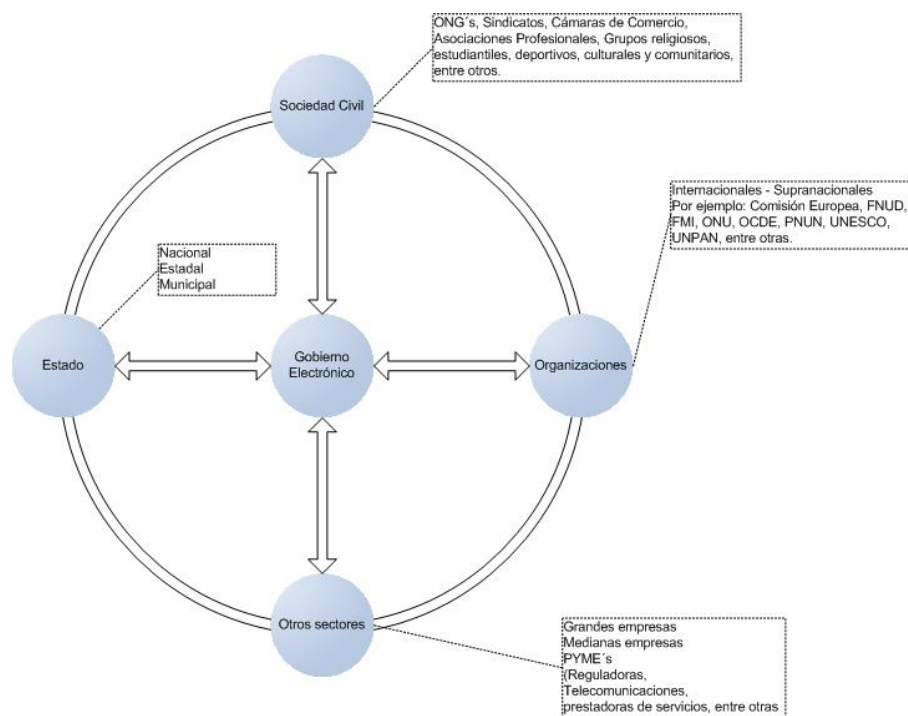 ONG´s, Sindicatos, Cámaras de Comercio,
Asociaciones Profesionales, Grupos religiosos,
estudiantiles, deportivos, culturales y comunitarios,
entre otros.
Sociedad Civil
Internacionales - Supranacionales
Por ejemplo: Comisión Europea, FNUD,
FMI, ONU, OCDE, PNUN, UNESCO,
UNPAN, entre otras.
Nacional
Estadal
Municipal
Estado
Gobierno
Electrónico
Organizaciones
Otros sectores
Grandes empresas
Medianas empresas
PYME´s
(Reguladoras,
Telecomunicaciones,
prestadoras de servicios, entre otras